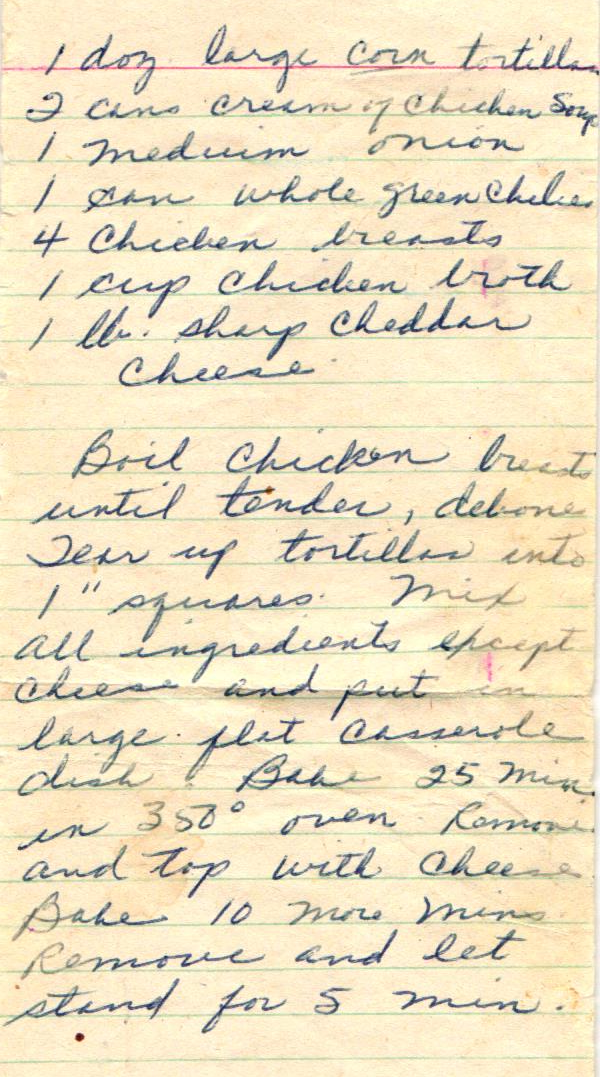 1 doz large corn tortillas
2 cans cream of chicken Soup
1 meduim onion
1 can whole green Chilies
4 Chicken breasts
1 cup Chicken broth
1 lb. sharp Cheddar
Cheese.
Boil Chicken breasts
until tender, debone
Tear up tortillas into
1" squares. Mix
all ingredients except
cheese and put in
large flat casserole
dish. Bake 25 min.
in 350° oven Remove
and top with Cheese
Bake 10 more mins
Remove and let
stand for 5 min.